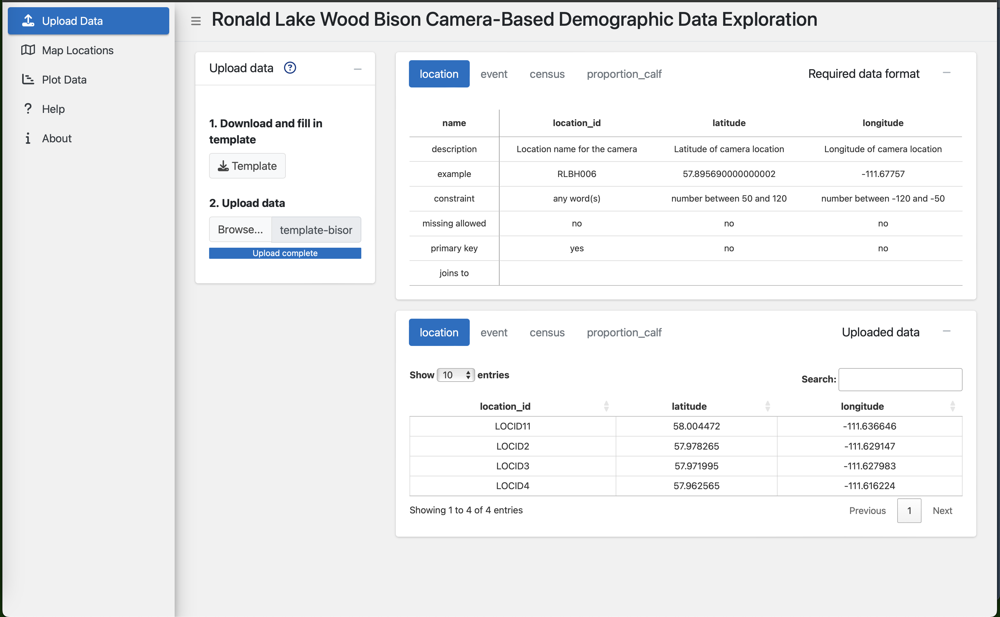 Upload Data
Map Locations
Plot Data
Help
About
Ronald Lake Wood Bison Camera-Based Demographic Data Exploration
Upload data
1. Download and fill in
template
Template
2. Upload data
Browse... template-bisor
Upload complete
location event census proportion_calf Required data format
name location_id latitude longitude
description Location name for the camera Latitude of camera location Longitude of camera location
example RLBH006 57.895690000000002 -111.67757
constraint any word(s) number between 50 and 120 number between -120 and -50
missing allowed no no no
primary key yes no no
joins to
location event census proportion_calf Uploaded data
Show 10 entries Search:
location_id latitude longitude
LOCID11 58.004472 -111.636646
LOCID2 57.978265 -111.629147
LOCID3 57.971995 -111.627983
LOCID4 57.962565 -111.616224
Showing 1 to 4 of 4 entries Previous 1 Next